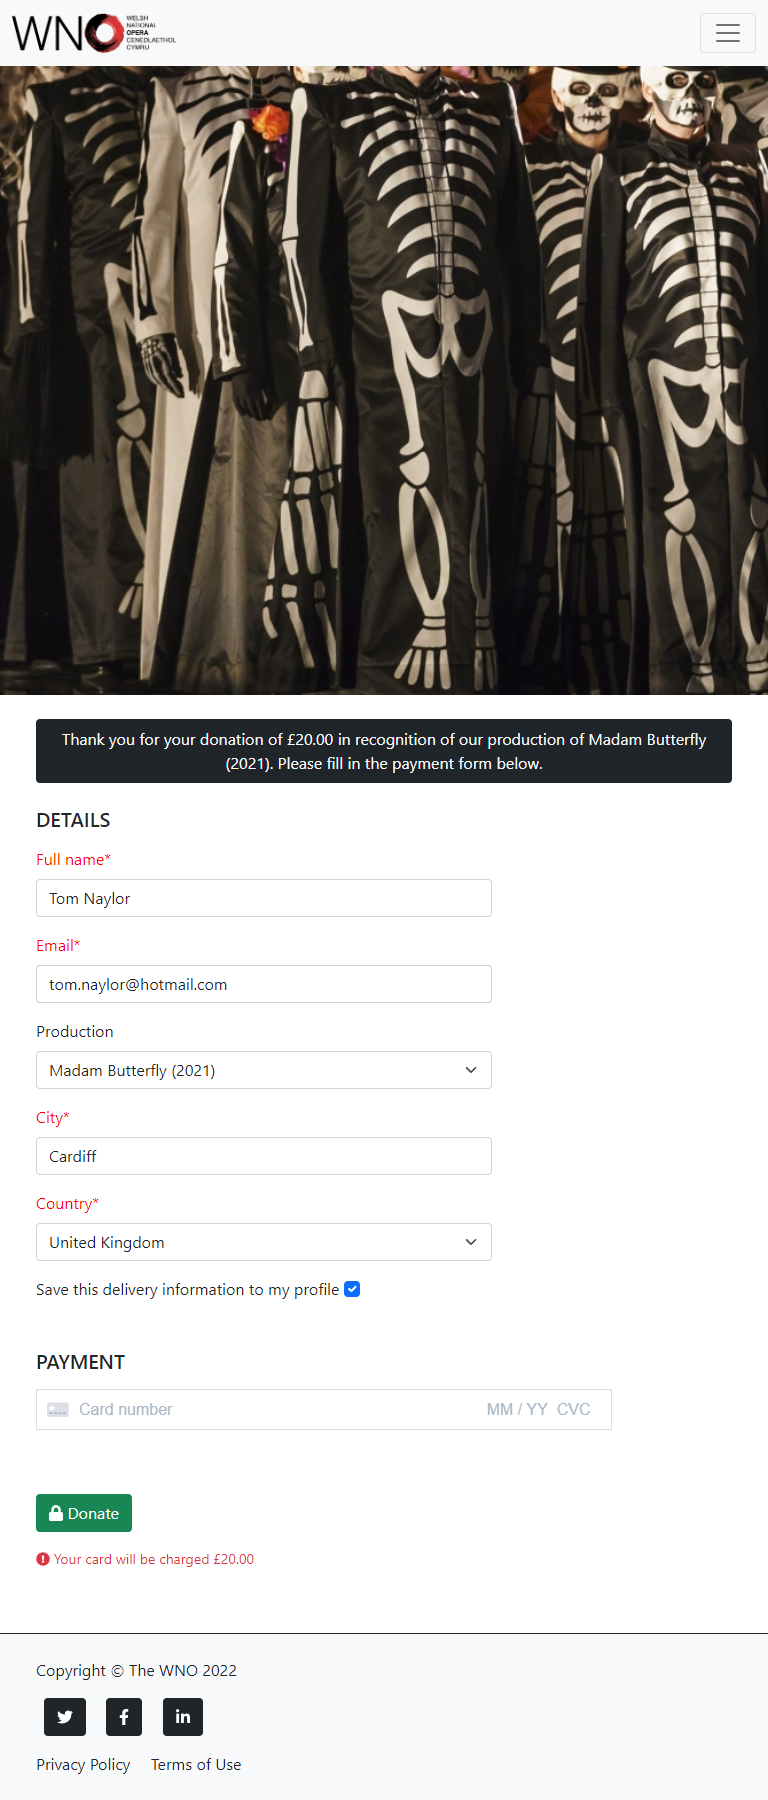 WNO
WELSH
NATIONAL
OPERA
CENEDLAETHOL
CYMRU
Thank you for your donation of £20.00 in recognition of our production of Madam Butterfly
(2021). Please fill in the payment form below.
DETAILS
Full name*
Tom Naylor
Email*
tom.naylor@hotmail.com
Production
Madam Butterfly (2021)
City*
Cardiff
Country*
United Kingdom
Save this delivery information to my profile
PAYMENT
Card number MM / YY CVC
Donate
Your card will be charged £20.00
Copyright © The WNO 2022
Privacy Policy Terms of Use